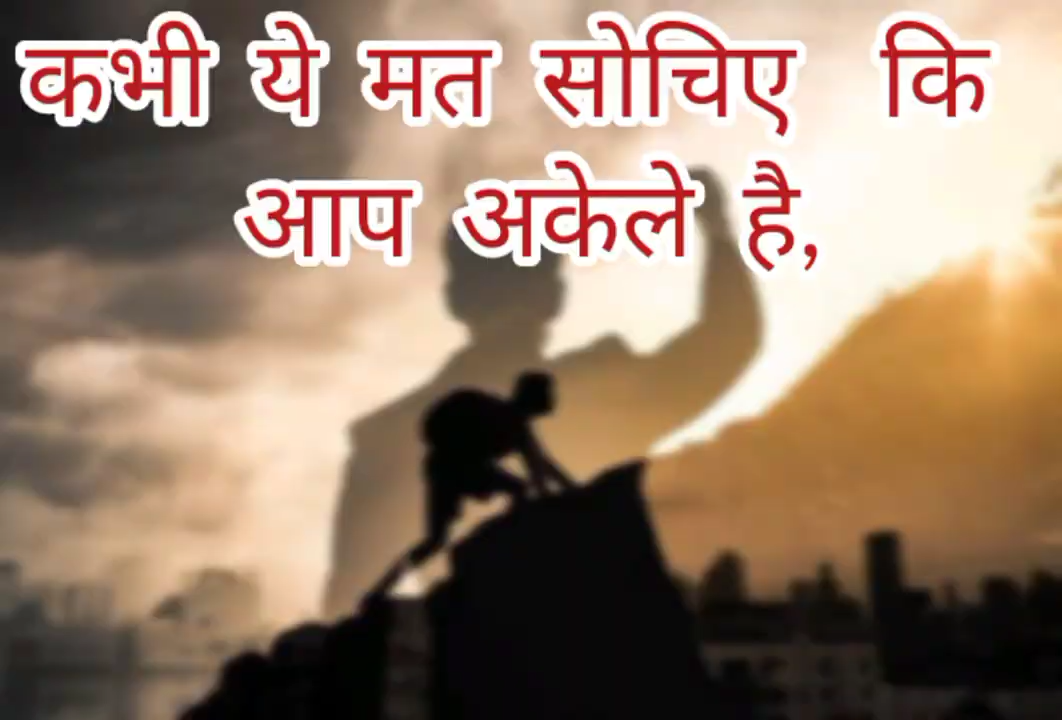 कभी ये मत सोचिए कि
आप अकेले है,